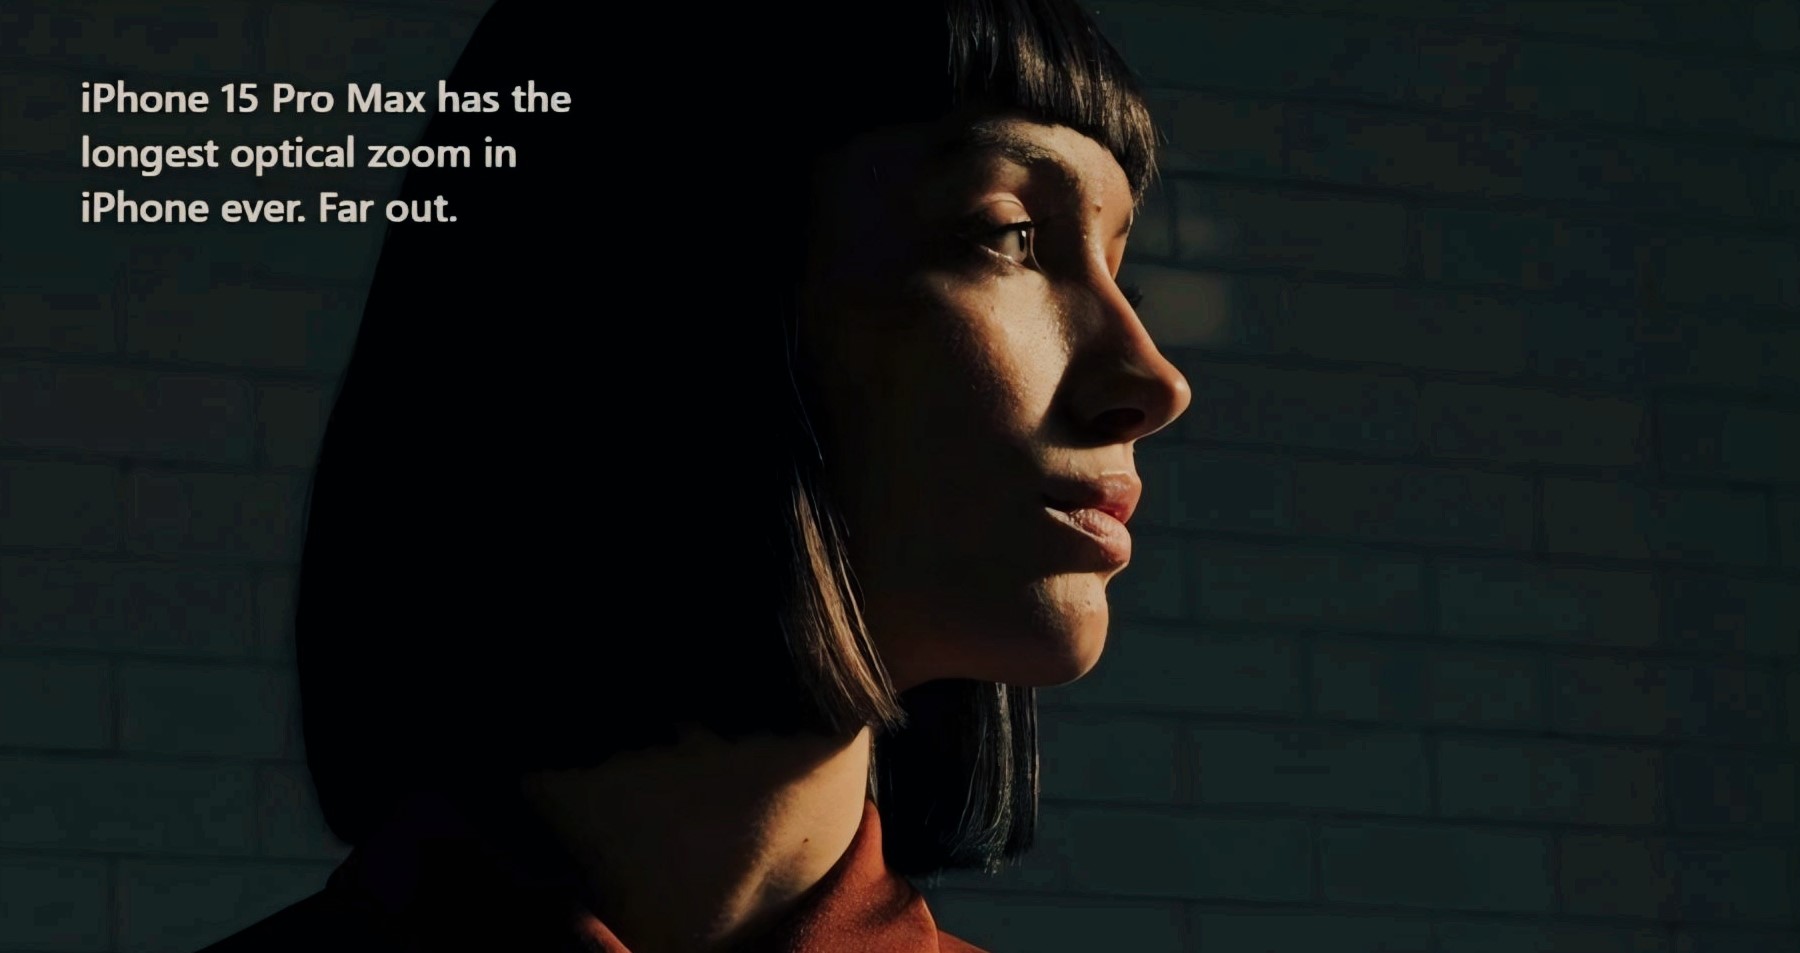 iPhone 15 Pro Max has the
longest optical zoom in
iPhone ever. Far out.